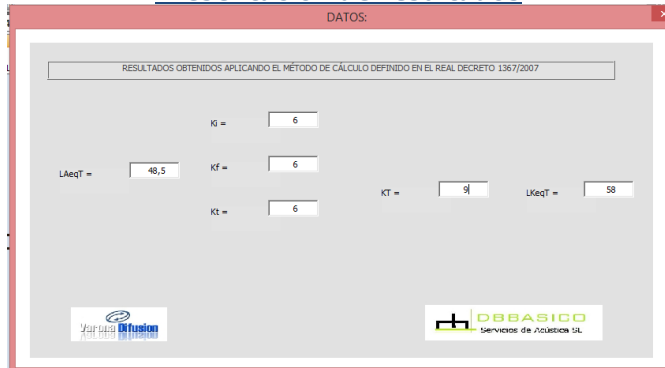 DATOS:
RESULTADOS OBTENIDOS APLICANDO EL MÉTODO DE CÁLCULO DEFINIDO EN EL REAL DECRETO 1367/2007
Ki = 6
LAeqT = 48,5
Kf = 6
KT = 9
LKeqT = 58
Kt = 6
Varona Difusion
DBBASICO
Servicios de Acústica SL